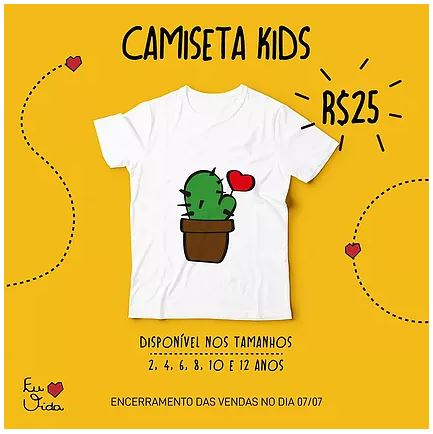 CAMISETA KIDS
R$25
DISPONÍVEL NOS TAMANHOS
2, 4, 6, 8, 10 E 12 ANOS
Eu
Vida
ENCERRAMENTO DAS VENDAS NO DIA 07/07